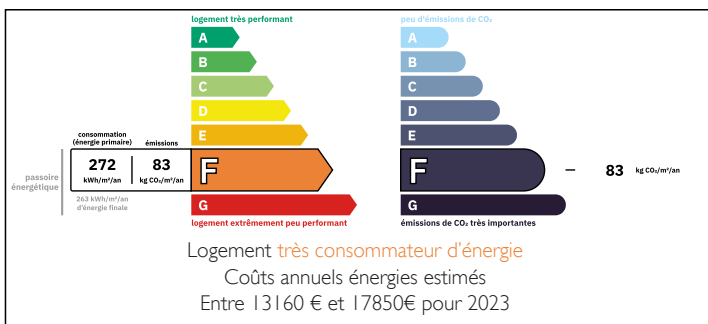 logement très performant
A
B
C
D
E
F
G
logement extrêmement peu performant
consommation
(énergie primaire)
émissions
272
kWh/m²/an
83
kg CO₂/m²/an
passoire
énergétique
263 kWh/m²/an
d'énergie finale
peu d'émissions de CO₂
A
B
C
D
E
F
G
83 kg CO₂/m²/an
émissions de CO₂ très importantes
Logement très consommateur d'énergie
Coûts annuels énergies estimés
Entre 13160 € et 17850€ pour 2023